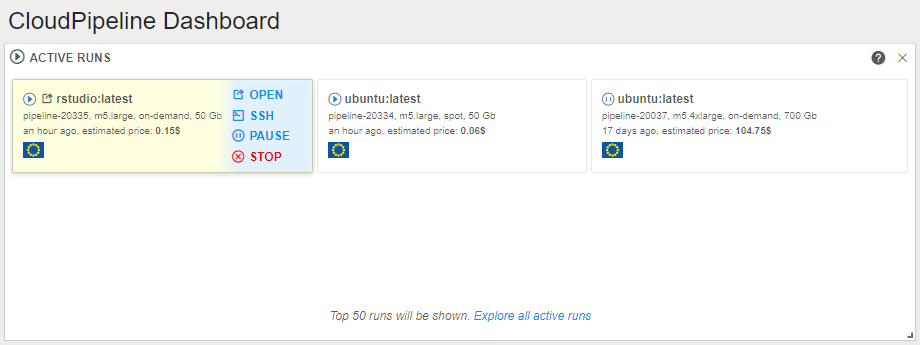 CloudPipeline Dashboard
ACTIVE RUNS
rstudio:latest
pipeline-20335, m5.large, on-demand, 50 Gb
an hour ago, estimated price: 0.15$
OPEN
SSH
PAUSE
STOP
ubuntu:latest
pipeline-20334, m5.large, spot, 50 Gb
an hour ago, estimated price: 0.06$
ubuntu:latest
pipeline-20037, m5.4xlarge, on-demand, 700 Gb
17 days ago, estimated price: 104.75$
Top 50 runs will be shown. Explore all active runs